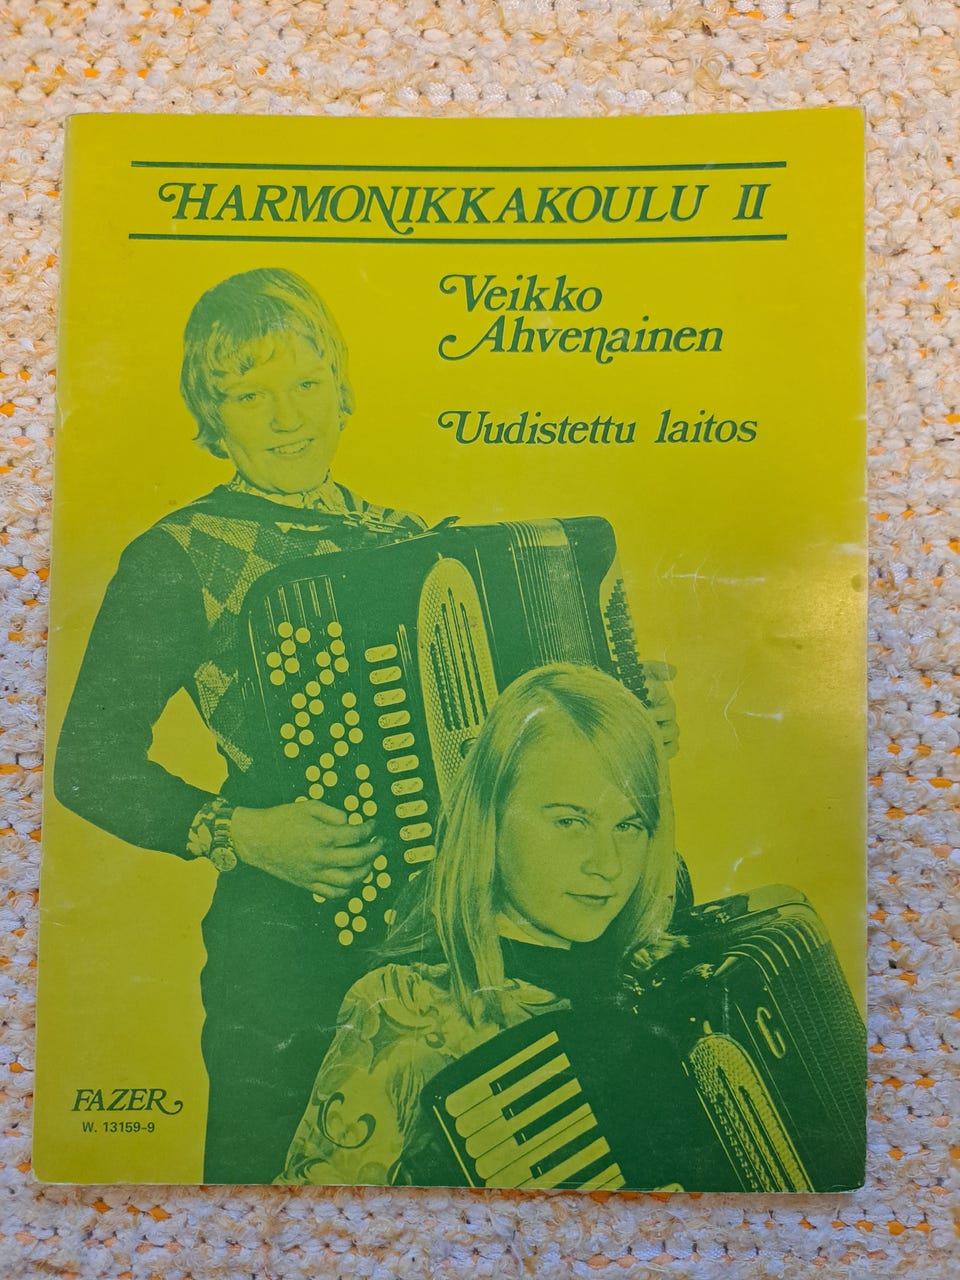 HARMONIKKAKOULU II
Veikko
Ahvenainen
Uudistettu laitos
FAZER
W. 13159-9